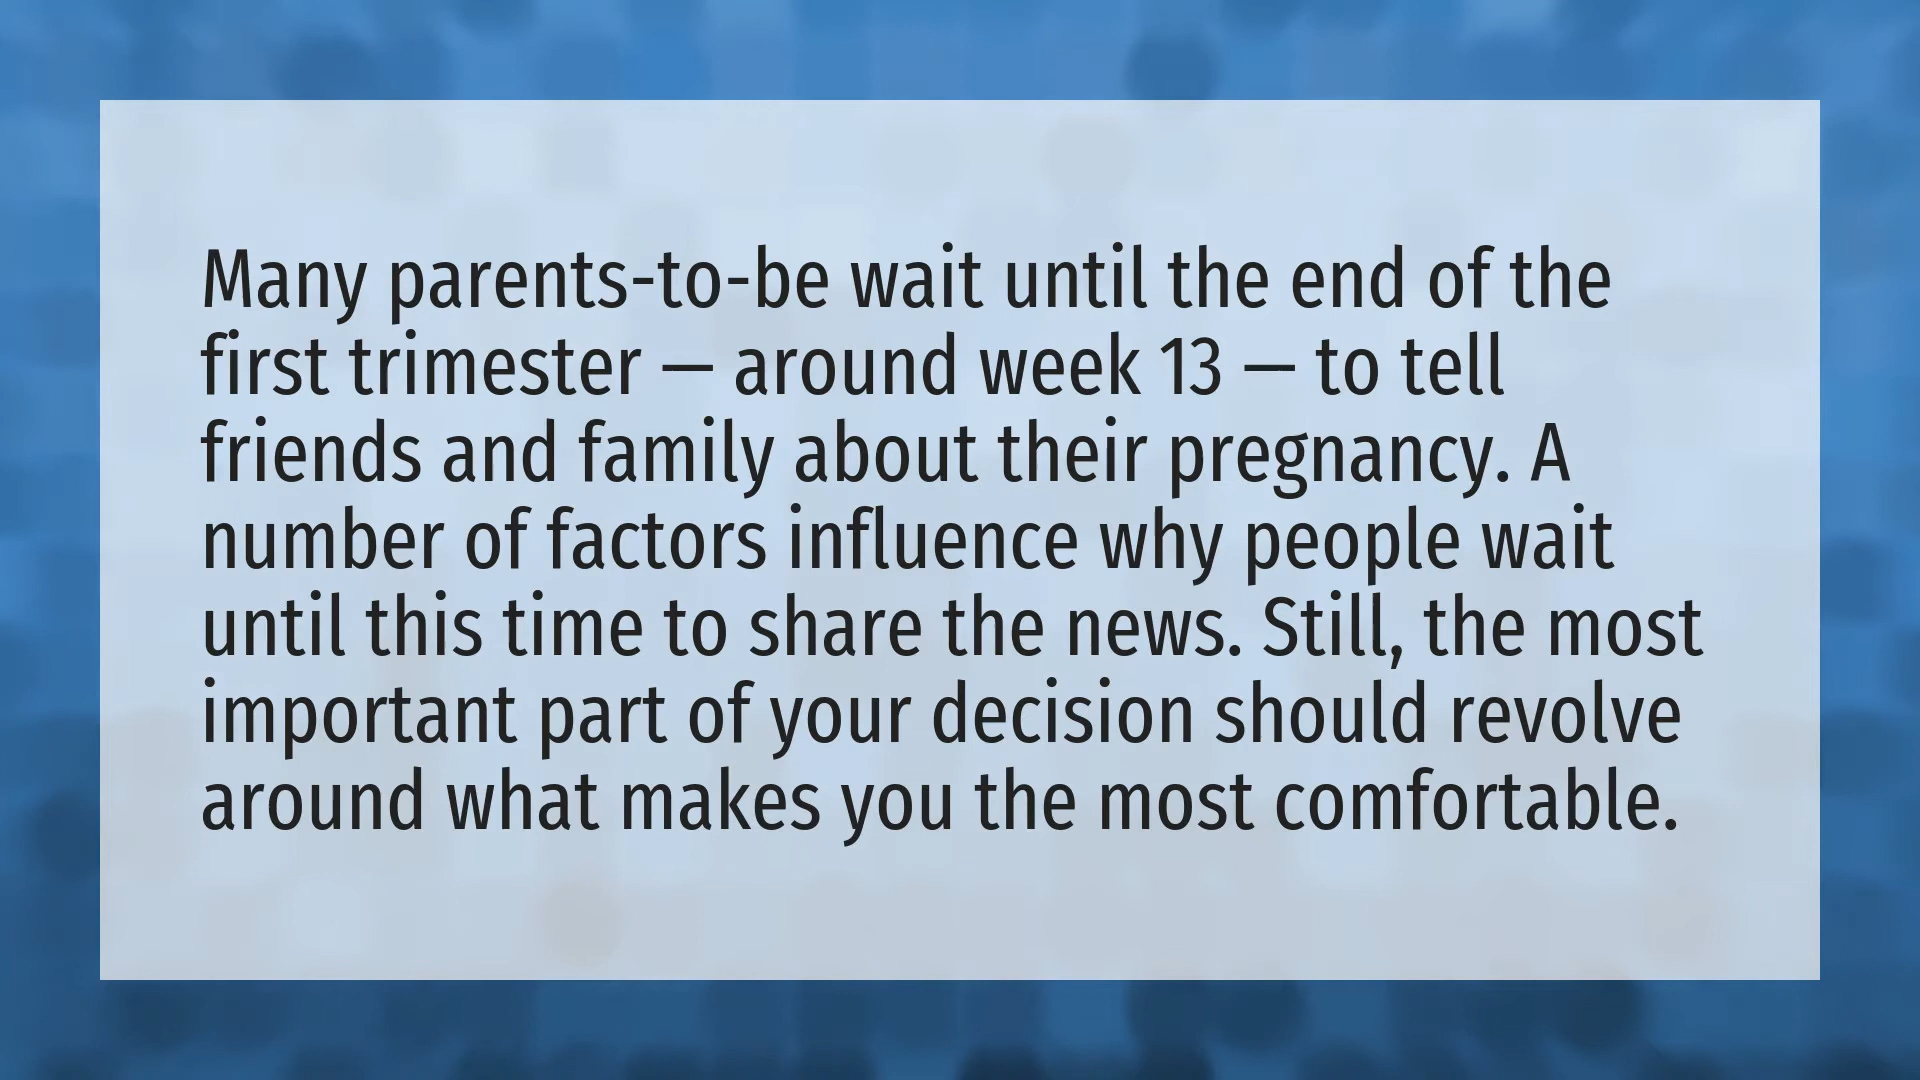 Many parents-to-be wait until the end of the
first trimester — around week 13 — to tell
friends and family about their pregnancy. A
number of factors influence why people wait
until this time to share the news. Still, the most
important part of your decision should revolve
around what makes you the most comfortable.